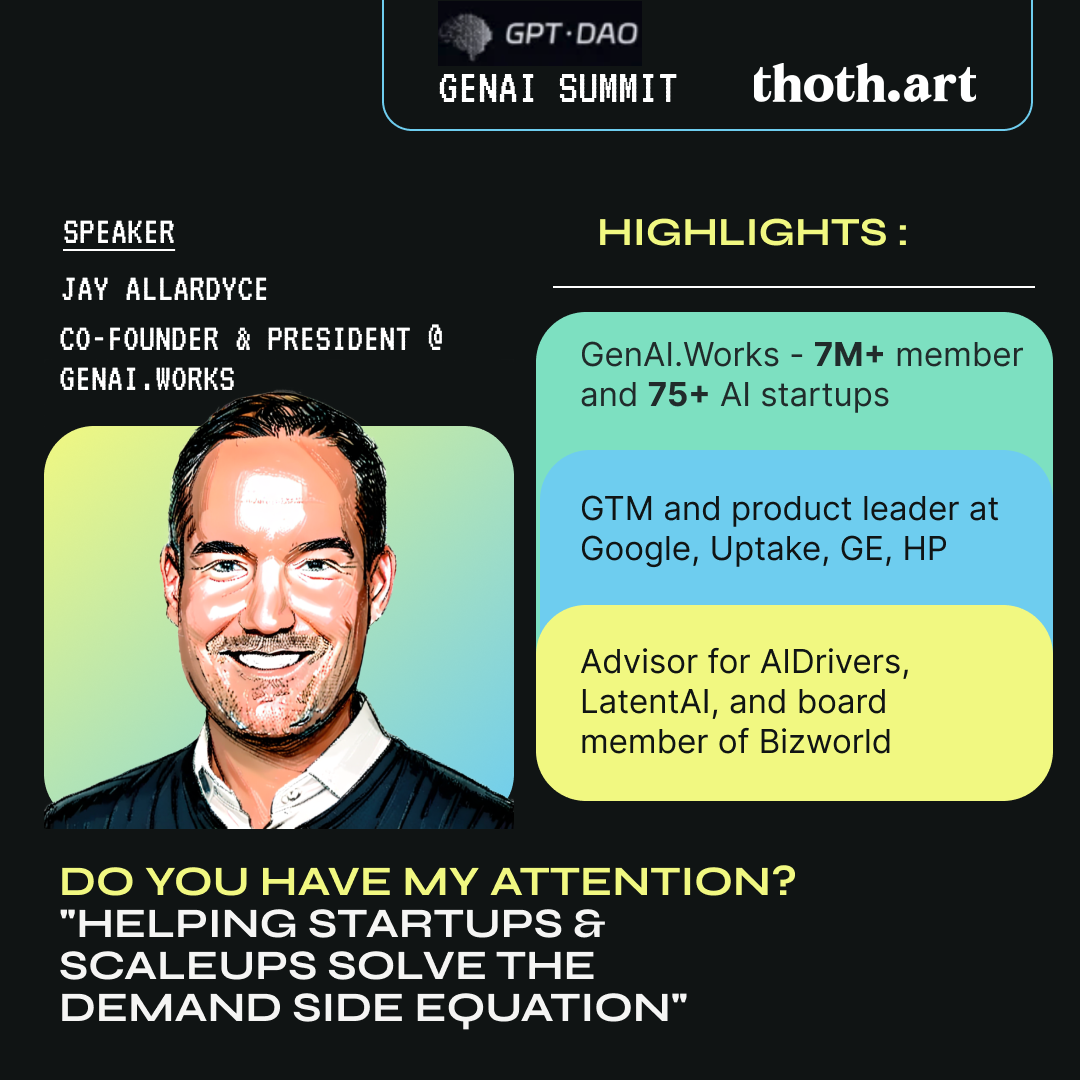 GPT·DAO
GENAI SUMMIT
thoth.art
SPEAKER
JAY ALLARDYCE
CO-FOUNDER & PRESIDENT @
GENAI.WORKS
HIGHLIGHTS :
GenAI.Works - 7M+ member
and 75+ AI startups
GTM and product leader at
Google, Uptake, GE, HP
Advisor for AIDrivers,
LatentAI, and board
member of Bizworld
DO YOU HAVE MY ATTENTION?
"HELPING STARTUPS &
SCALEUPS SOLVE THE
DEMAND SIDE EQUATION"